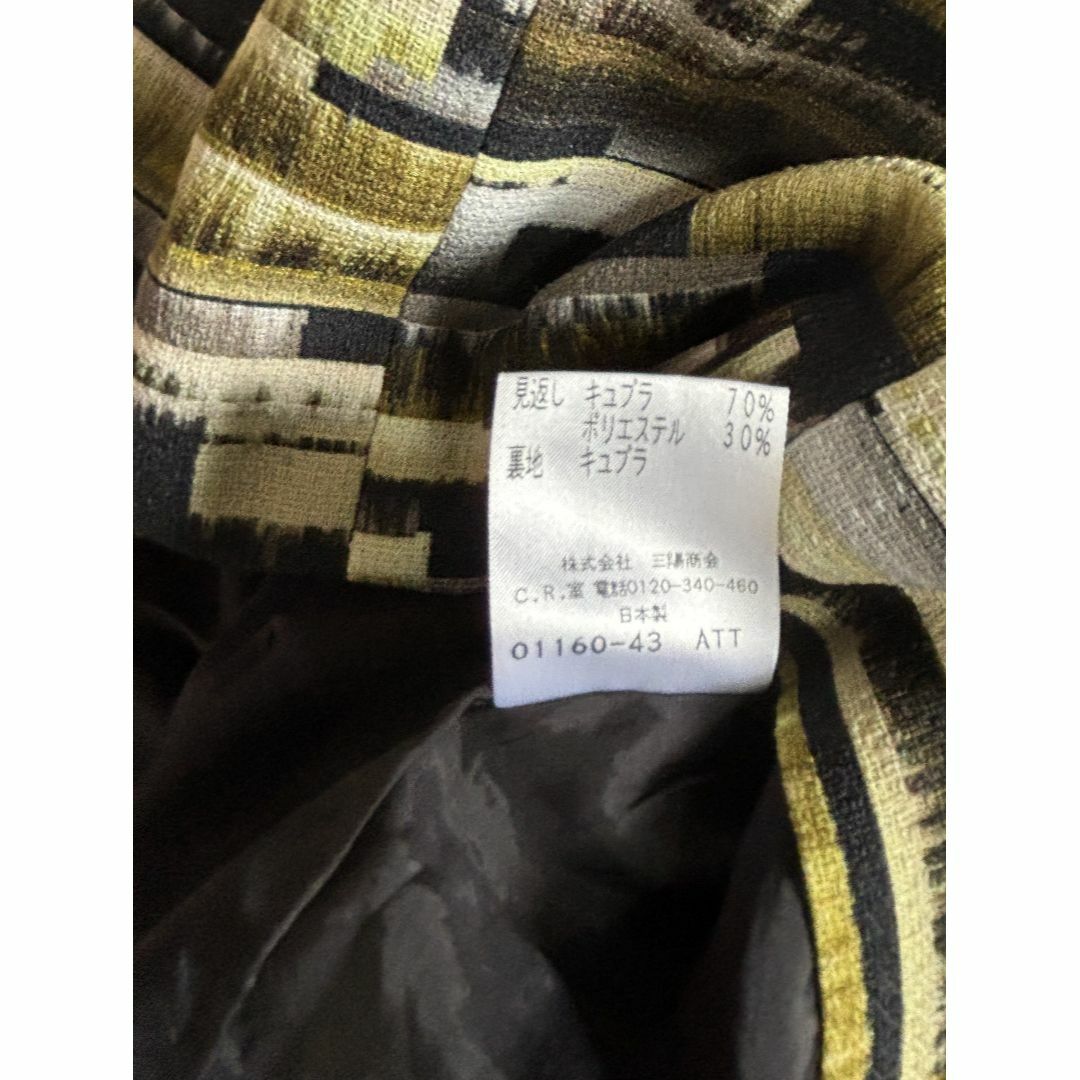 見返し キュプラ 70%
ポリエステル 30%
裏地 キュプラ
株式会社 三陽商会
C.R.室 電話0120-340-460
日本製
01160-43 ATT